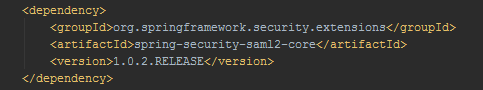 <dependency>
<groupId>org.springframework.security.extensions</groupId>
<artifactId>spring-security-saml2-core</artifactId>
<version>1.0.2.RELEASE</version>
</dependency>